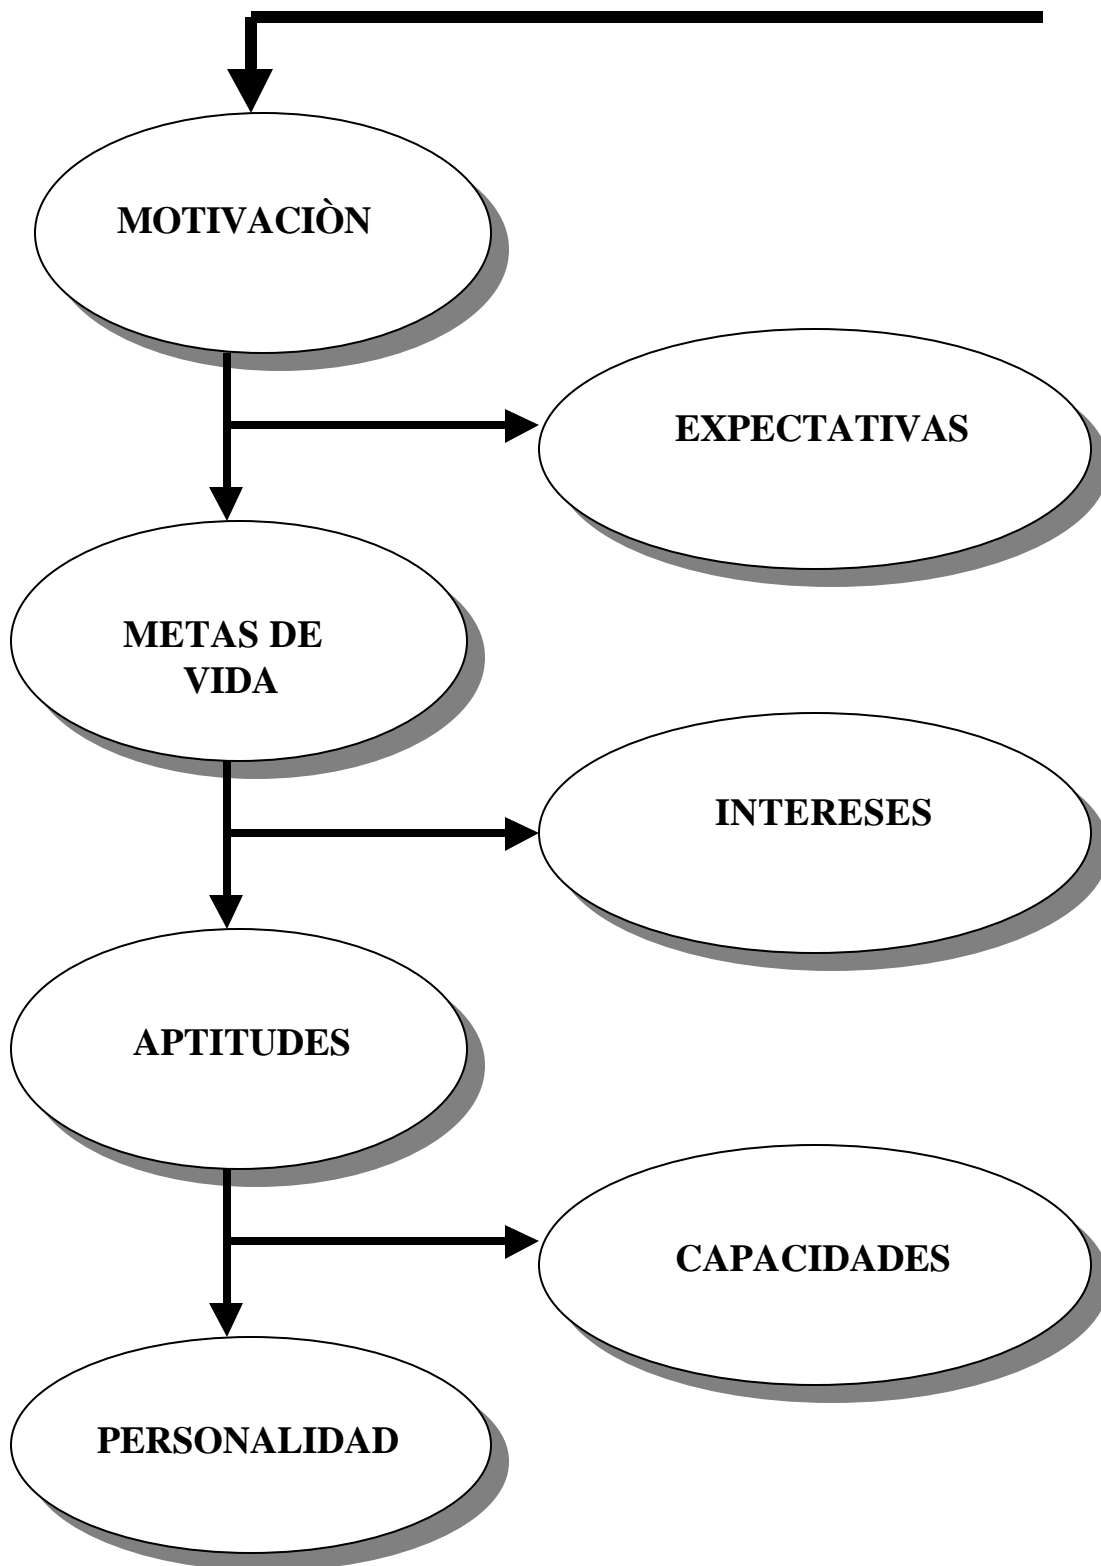 MOTIVACIÒN
EXPECTATIVAS
METAS DE
VIDA
INTERESES
APTITUDES
CAPACIDADES
PERSONALIDAD